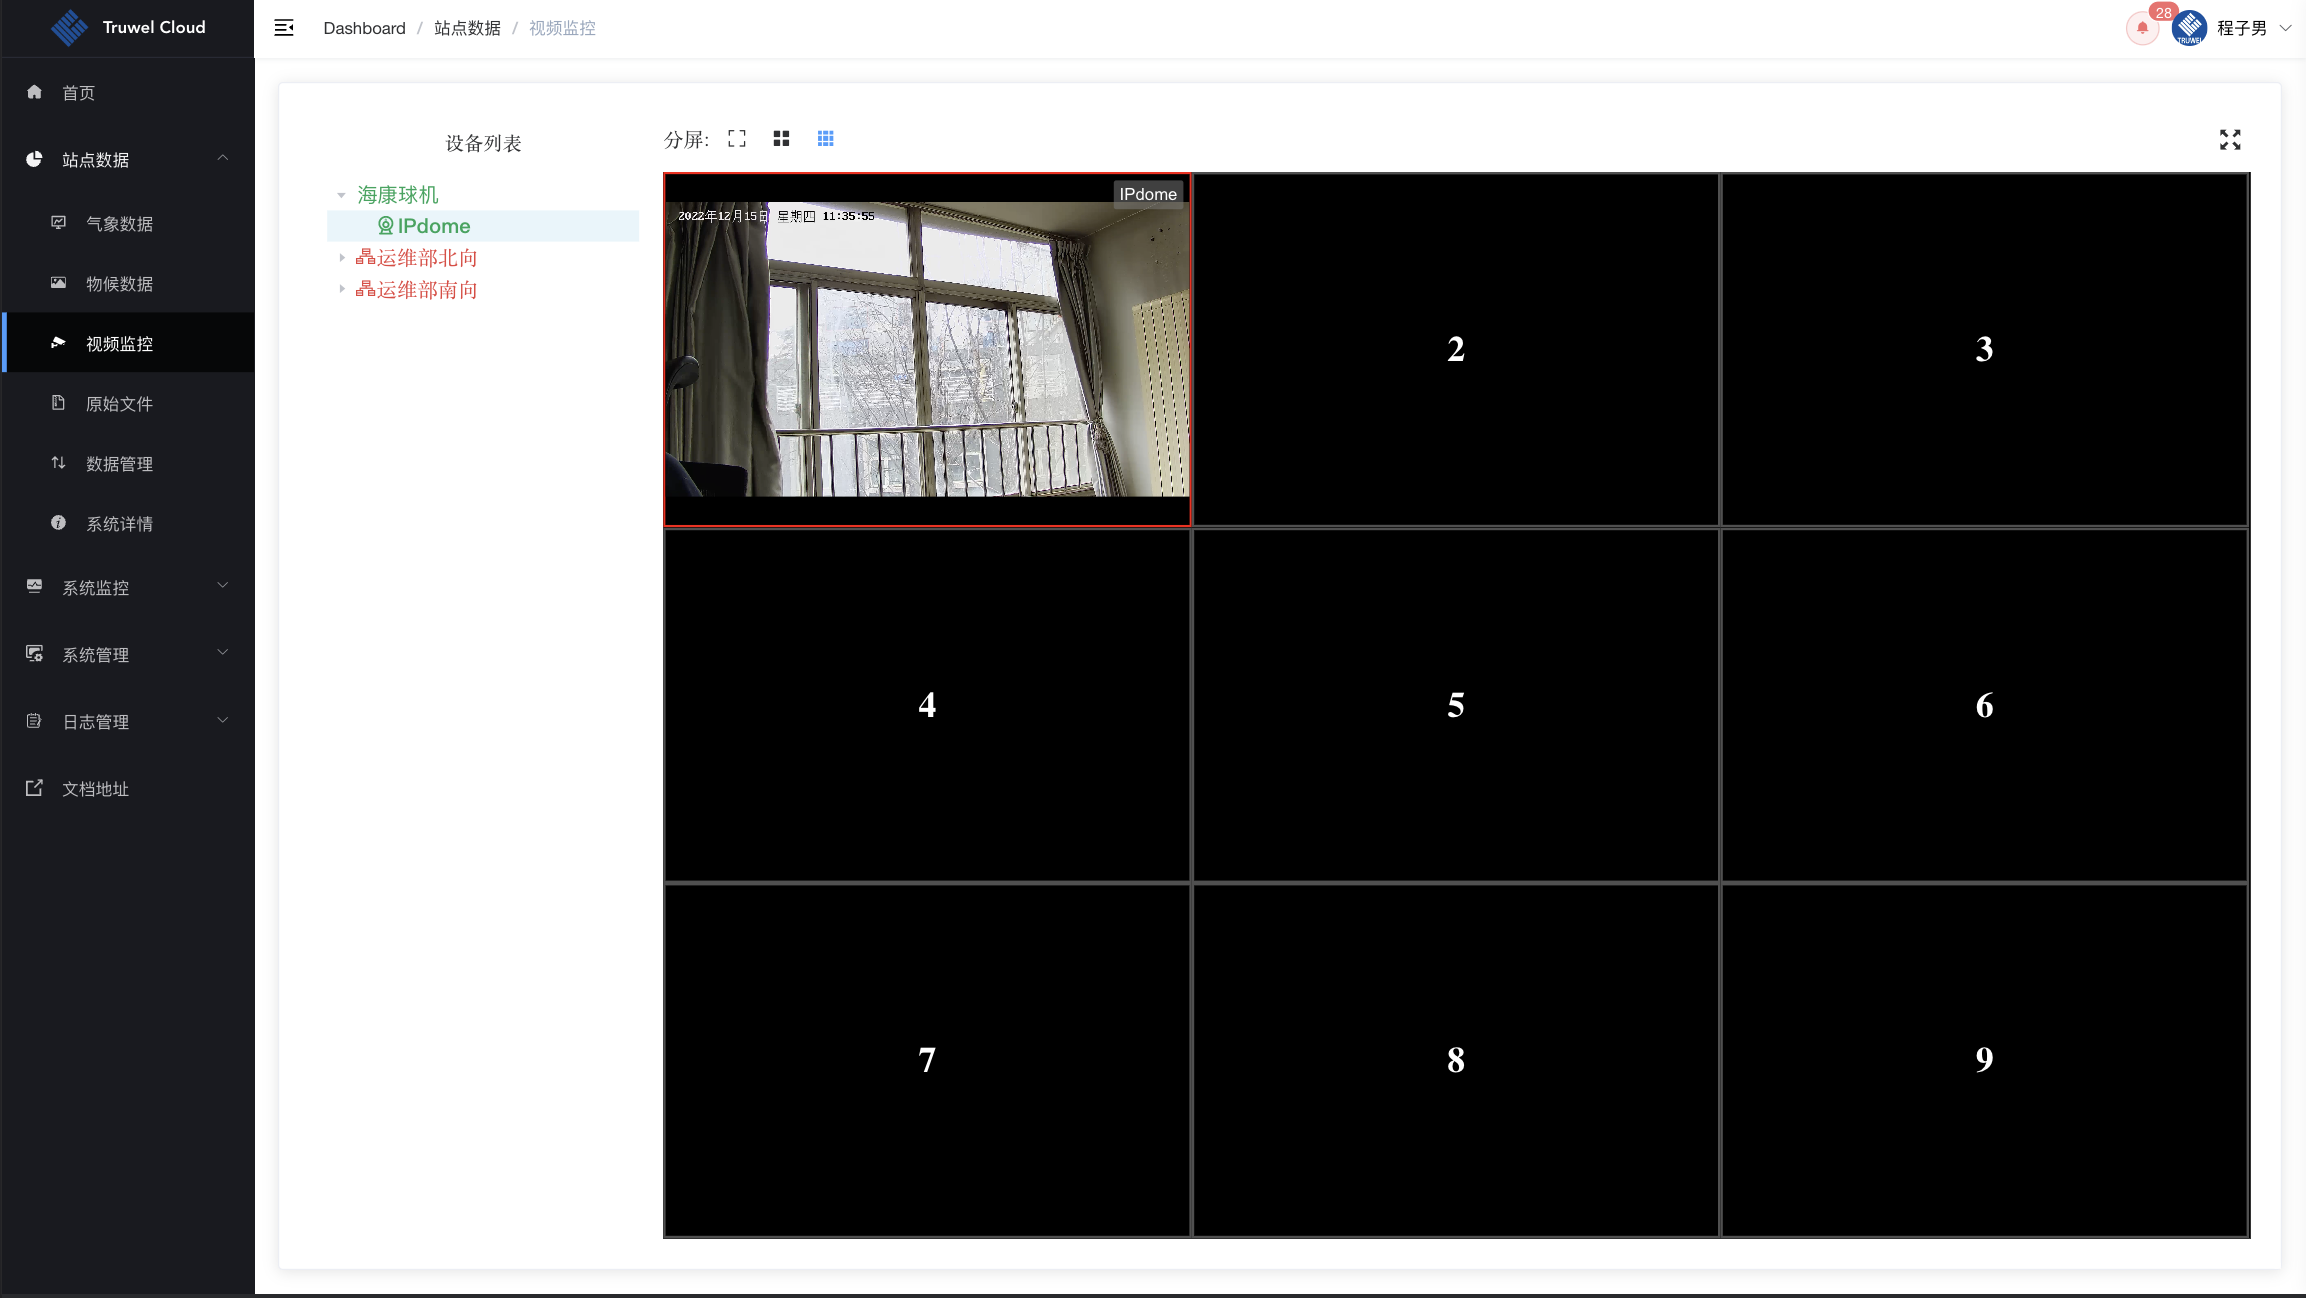 Truwel Cloud
Dashboard / 站点数据 / 视频监控
28
TRUWEL
程子男
首页
站点数据
气象数据
物候数据
视频监控
原始文件
数据管理
系统详情
系统监控
系统管理
日志管理
文档地址
设备列表
海康球机
IPdome
运维部北向
运维部南向
分屏:
IPdome
2022年12月15日 星期四 11:35:55
2
3
4
5
6
7
8
9